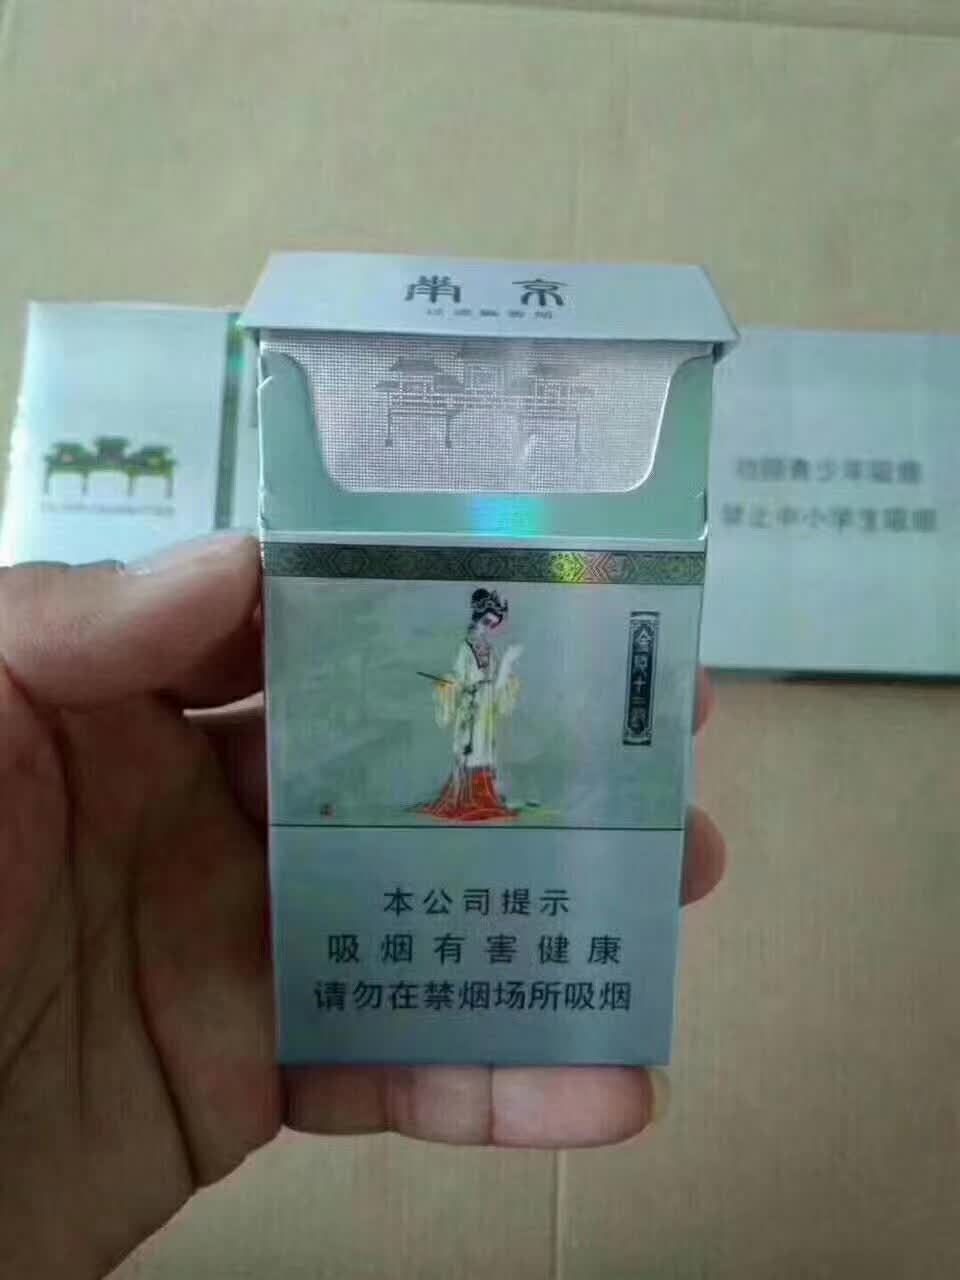 南京
金陵十二钗
本公司提示
吸烟有害健康
请勿在禁烟场所吸烟
劝阻青少年吸烟
禁止中小学生吸烟